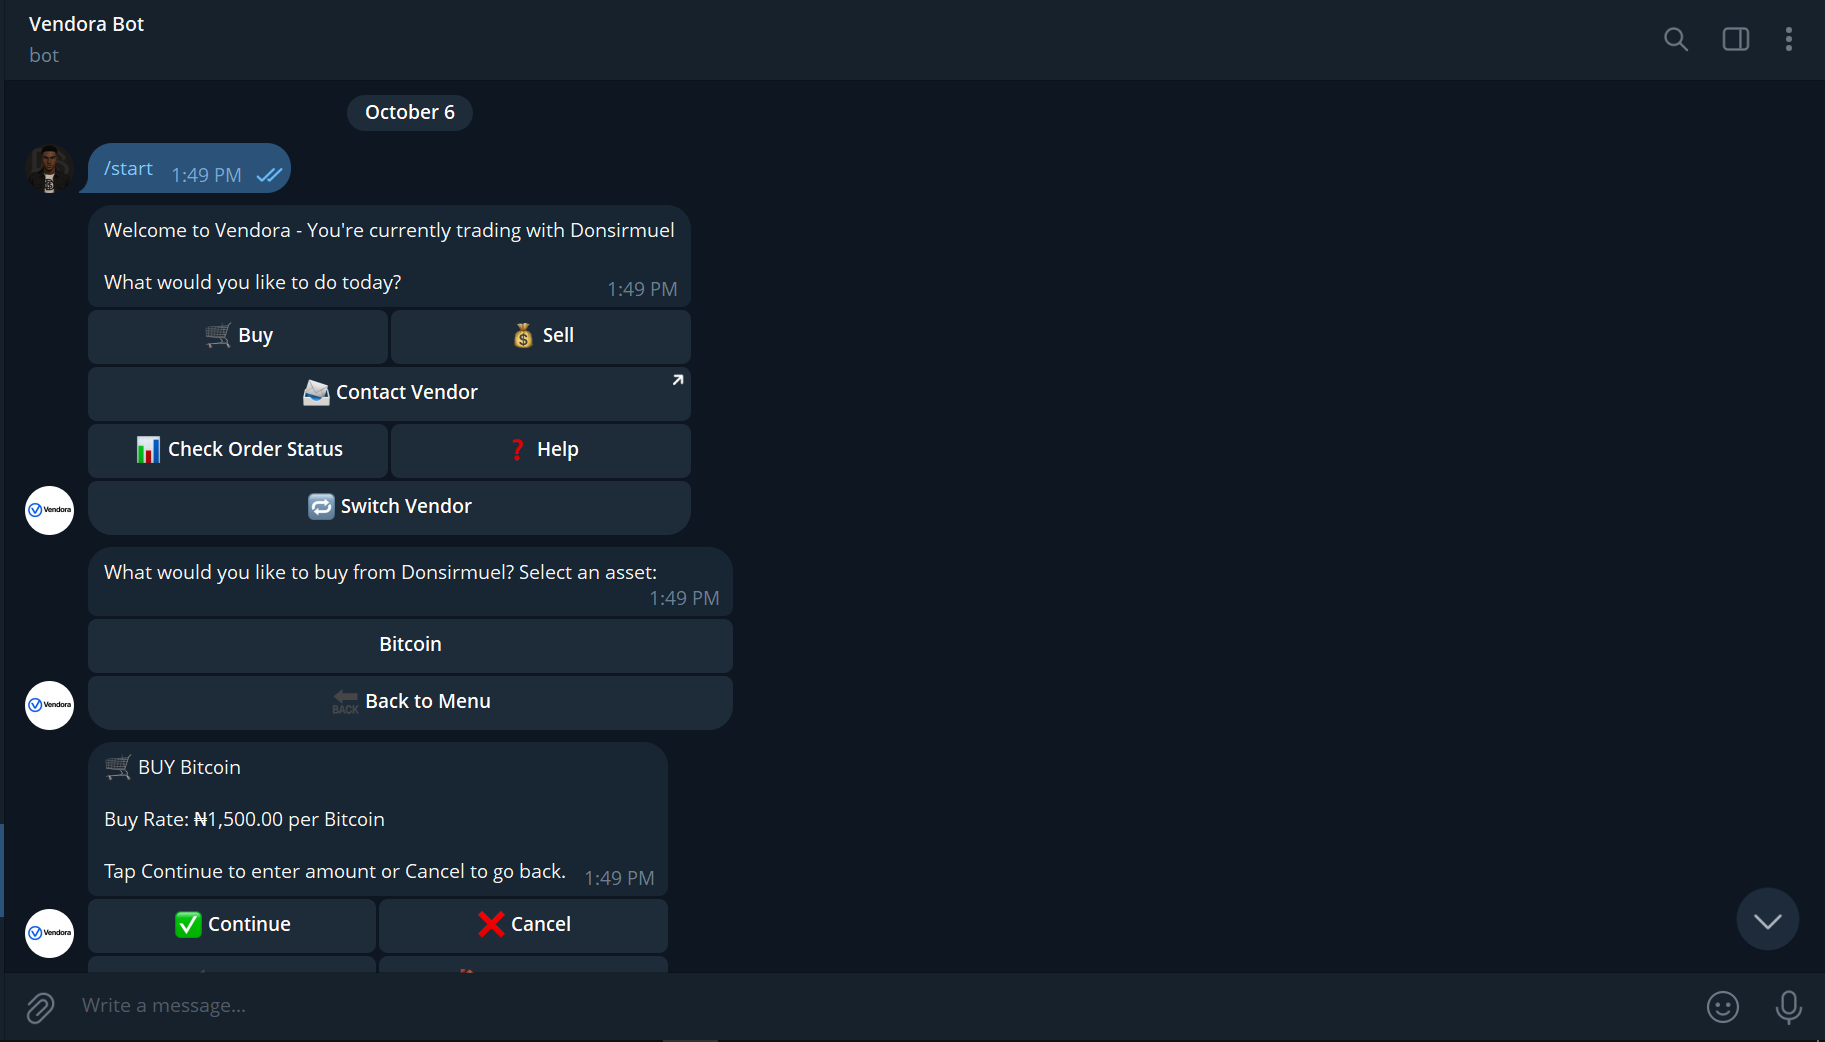 Vendora Bot
bot
October 6
/start 1:49 PM
Welcome to Vendora - You're currently trading with Donsirmuel
What would you like to do today? 1:49 PM
🛒 Buy
💰 Sell
📨 Contact Vendor
📊 Check Order Status
❓ Help
🔁 Switch Vendor
Vendora
What would you like to buy from Donsirmuel? Select an asset:
1:49 PM
Bitcoin
🔙 Back to Menu
Vendora
🛒 BUY Bitcoin
Buy Rate: ₦1,500.00 per Bitcoin
Tap Continue to enter amount or Cancel to go back. 1:49 PM
✅ Continue
❌ Cancel
Vendora
Write a message...